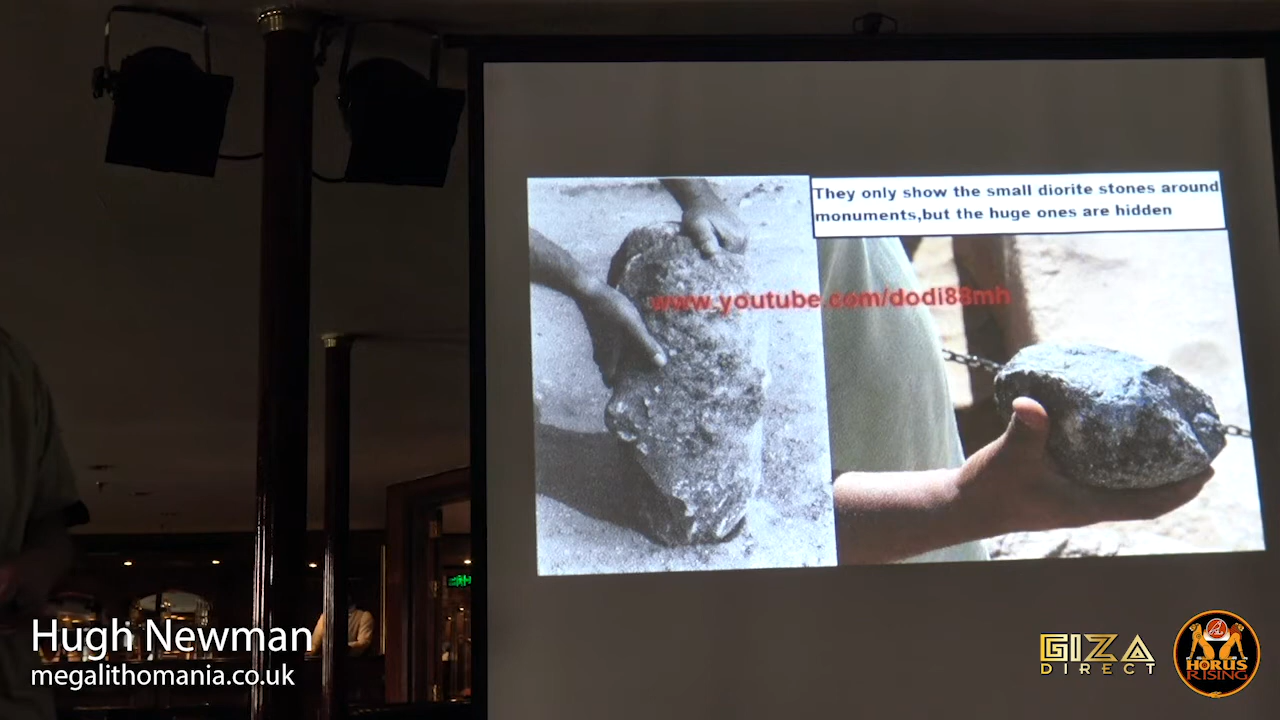 They only show the small diorite stones around
monuments,but the huge ones are hidden
www.youtube.com/dodi88mh
Hugh Newman
megalithomania.co.uk
GIZA
DIRECT
HORUS
RISING